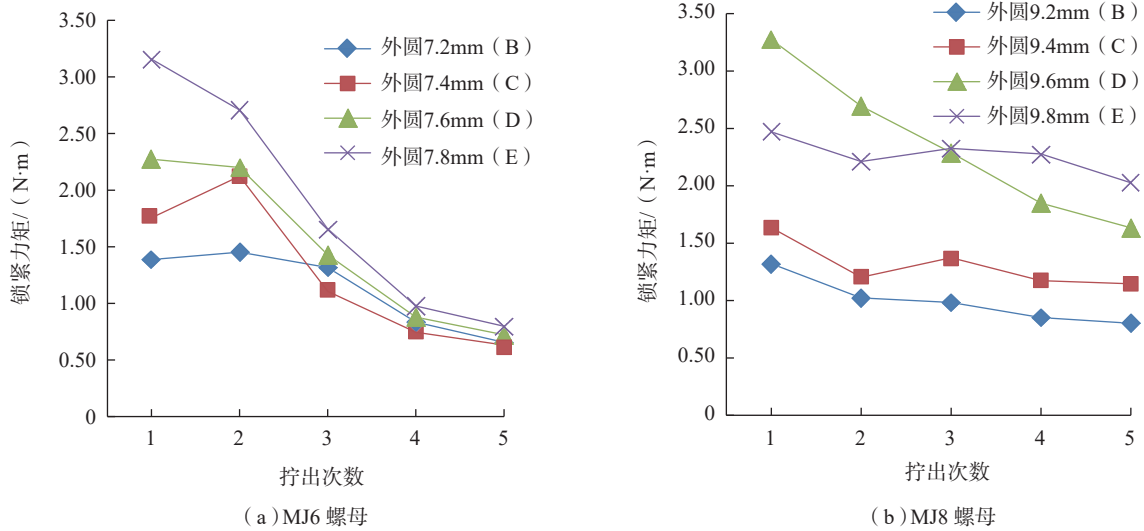 3.50
3.00
2.50
2.00
1.50
1.00
0.50
0
锁紧力矩/(N·m)
外圆7.2mm(B)
外圆7.4mm(C)
外圆7.6mm(D)
外圆7.8mm(E)
1 2 3 4 5
拧出次数
(a)MJ6 螺母
3.50
3.00
2.50
2.00
1.50
1.00
0.50
0
锁紧力矩/(N·m)
外圆9.2mm(B)
外圆9.4mm(C)
外圆9.6mm(D)
外圆9.8mm(E)
1 2 3 4 5
拧出次数
(b)MJ8 螺母